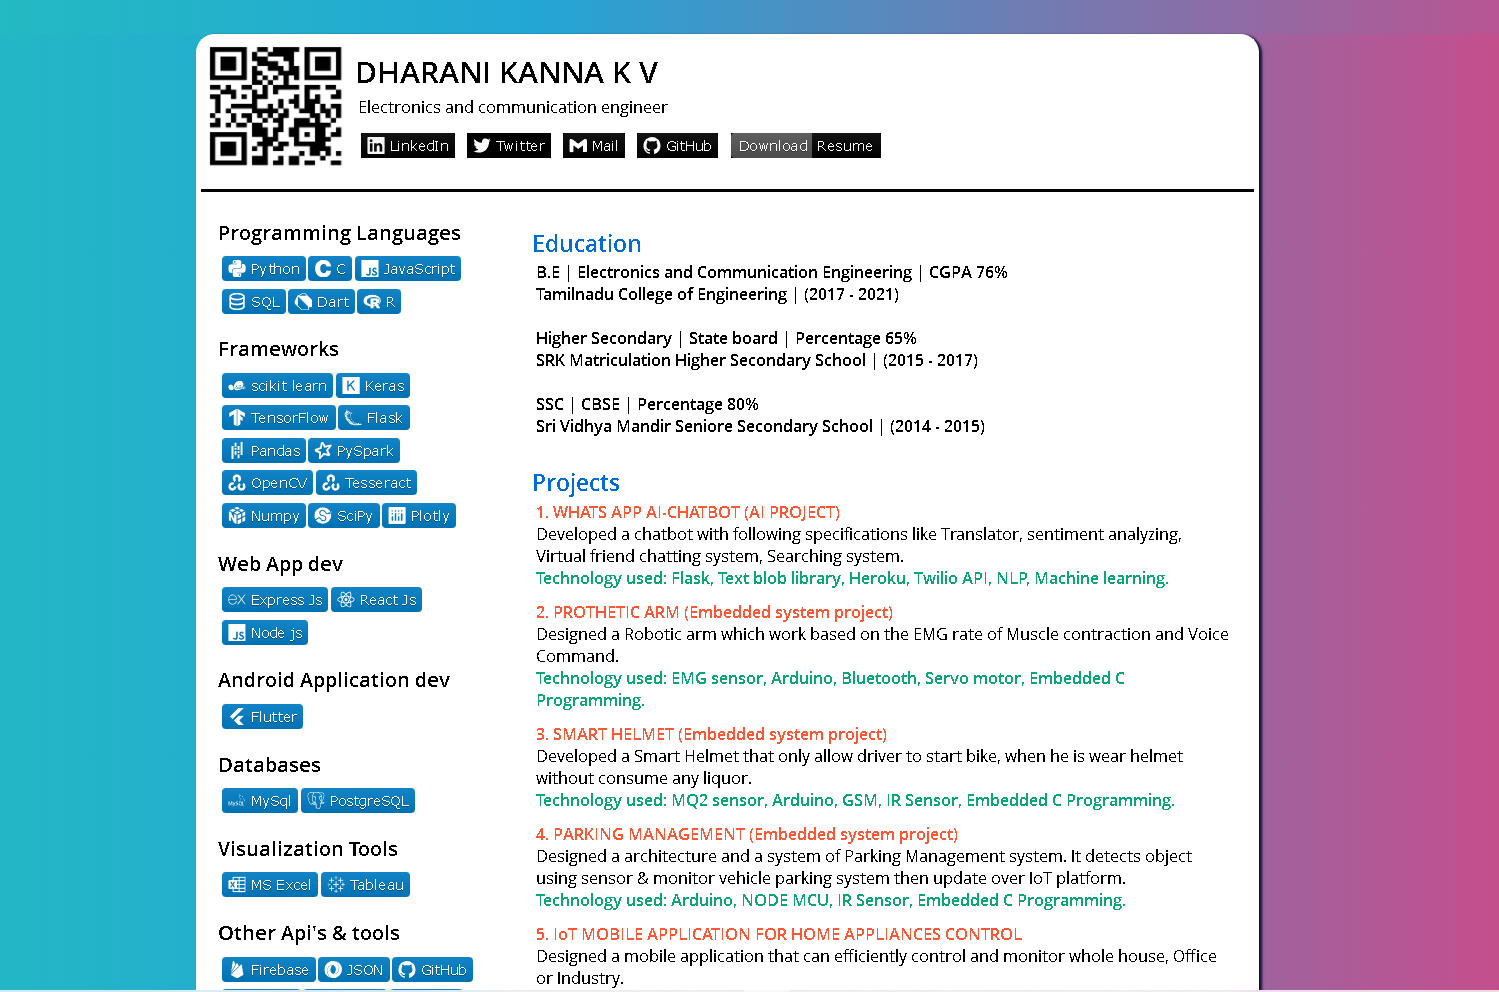 DHARANI KANNA K V
Electronics and communication engineer
LinkedIn Twitter Mail GitHub Download Resume
Programming Languages
Python C JavaScript
SQL Dart R
Frameworks
scikit learn Keras
TensorFlow Flask
Pandas PySpark
OpenCV Tesseract
Numpy SciPy Plotly
Web App dev
Express Js React Js
Node js
Android Application dev
Flutter
Databases
MySql PostgreSQL
Visualization Tools
MS Excel Tableau
Other Api's & tools
Firebase JSON GitHub
Education
B.E | Electronics and Communication Engineering | CGPA 76%
Tamilnadu College of Engineering | (2017 - 2021)
Higher Secondary | State board | Percentage 65%
SRK Matriculation Higher Secondary School | (2015 - 2017)
SSC | CBSE | Percentage 80%
Sri Vidhya Mandir Seniore Secondary School | (2014 - 2015)
Projects
1. WHATS APP AI-CHATBOT (AI PROJECT)
Developed a chatbot with following specifications like Translator, sentiment analyzing,
Virtual friend chatting system, Searching system.
Technology used: Flask, Text blob library, Heroku, Twilio API, NLP, Machine learning.
2. PROTHETIC ARM (Embedded system project)
Designed a Robotic arm which work based on the EMG rate of Muscle contraction and Voice
Command.
Technology used: EMG sensor, Arduino, Bluetooth, Servo motor, Embedded C
Programming.
3. SMART HELMET (Embedded system project)
Developed a Smart Helmet that only allow driver to start bike, when he is wear helmet
without consume any liquor.
Technology used: MQ2 sensor, Arduino, GSM, IR Sensor, Embedded C Programming.
4. PARKING MANAGEMENT (Embedded system project)
Designed a architecture and a system of Parking Management system. It detects object
using sensor & monitor vehicle parking system then update over IoT platform.
Technology used: Arduino, NODE MCU, IR Sensor, Embedded C Programming.
5. IoT MOBILE APPLICATION FOR HOME APPLIANCES CONTROL
Designed a mobile application that can efficiently control and monitor whole house, Office
or Industry.